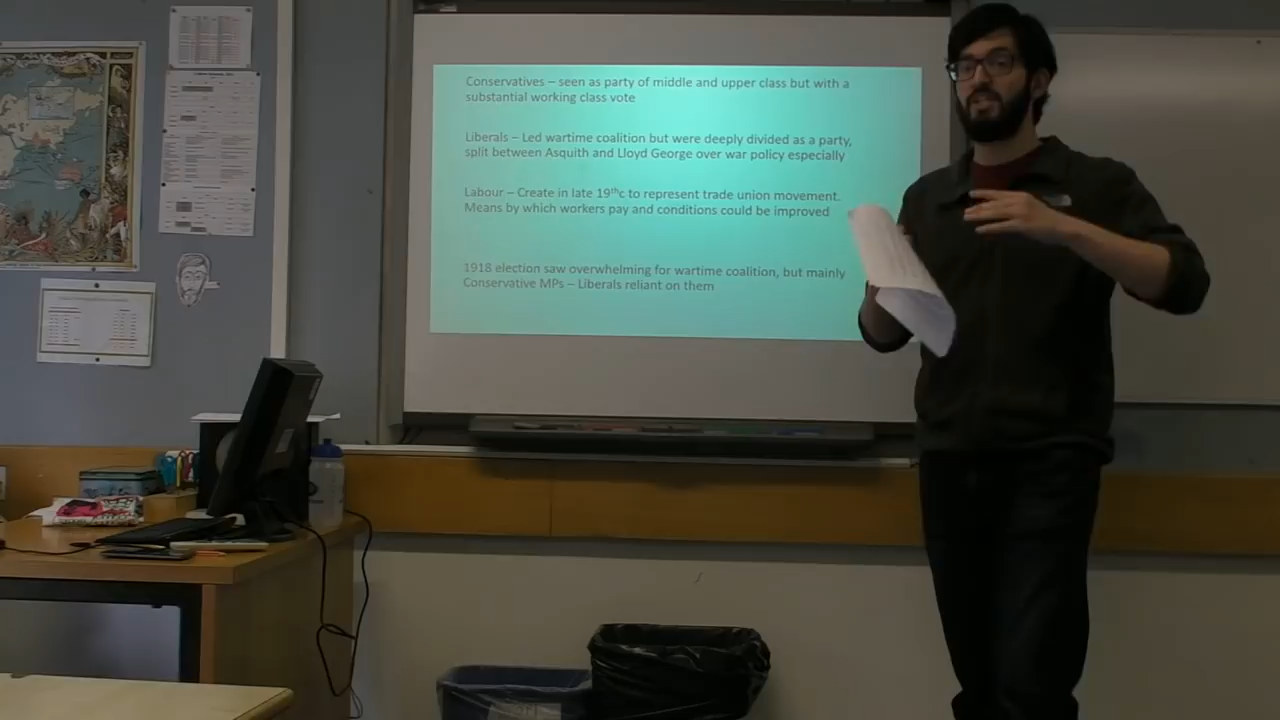 Conservatives – seen as party of middle and upper class but with a
substantial working class vote
Liberals – Led wartime coalition but were deeply divided as a party,
split between Asquith and Lloyd George over war policy especially
Labour – Create in late 19thc to represent trade union movement.
Means by which workers pay and conditions could be improved
1918 election saw overwhelming for wartime coalition, but mainly
Conservative MPs – Liberals reliant on them